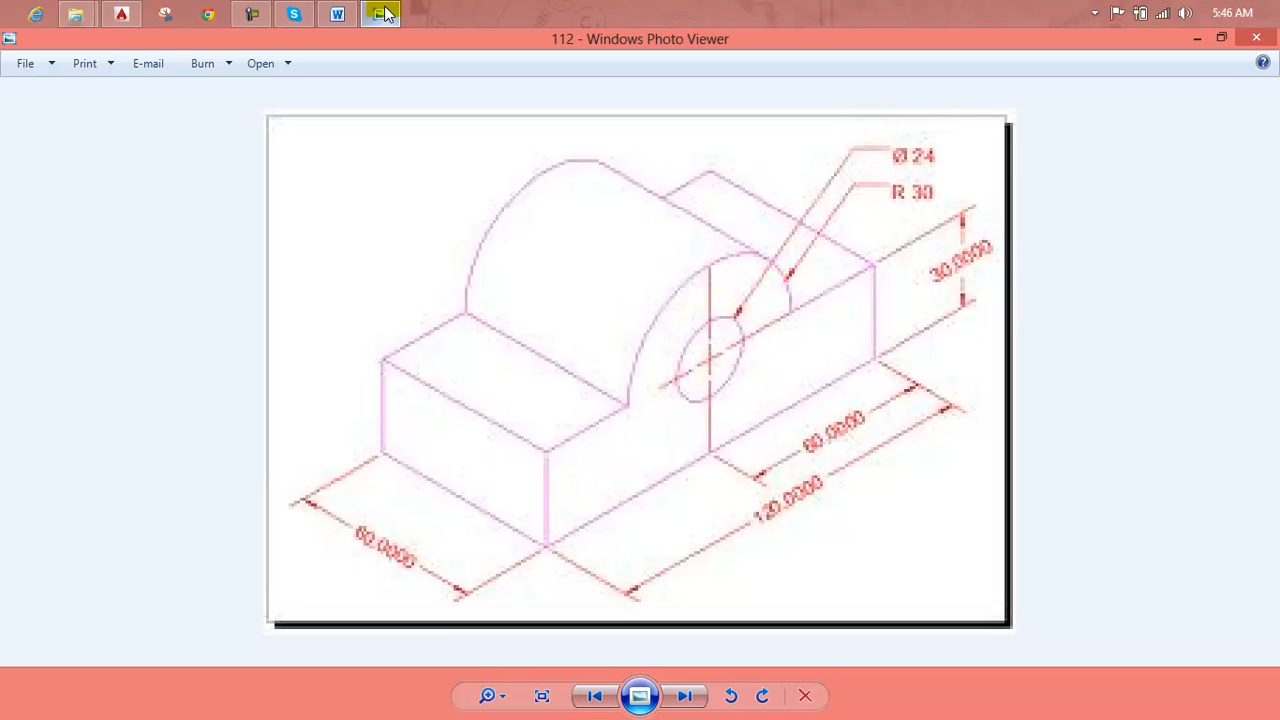 5:46 AM
112 - Windows Photo Viewer
File Print E-mail Burn Open
Ø 24
R 30
30.0000
60.0000
120.0000
60.0000